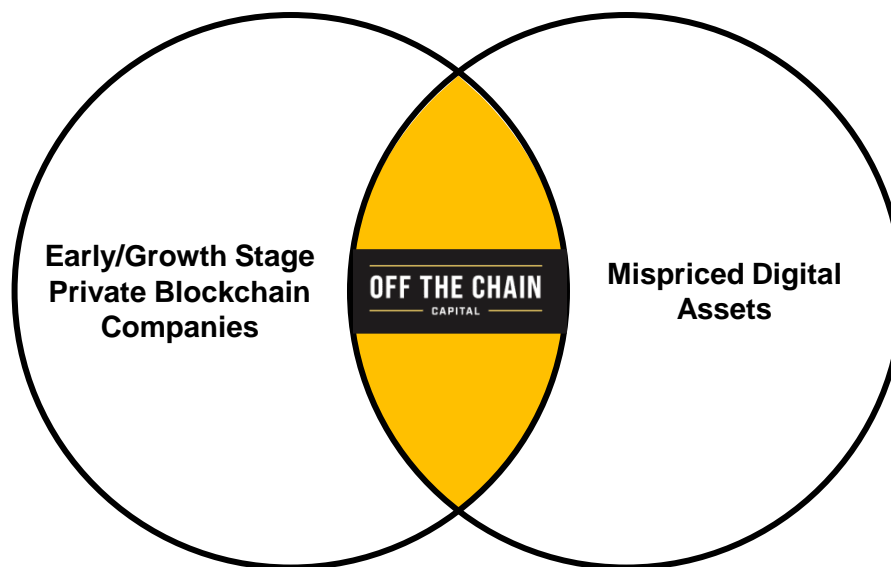 Early/Growth Stage
Private Blockchain
Companies
OFF THE CHAIN
CAPITAL
Mispriced Digital
Assets